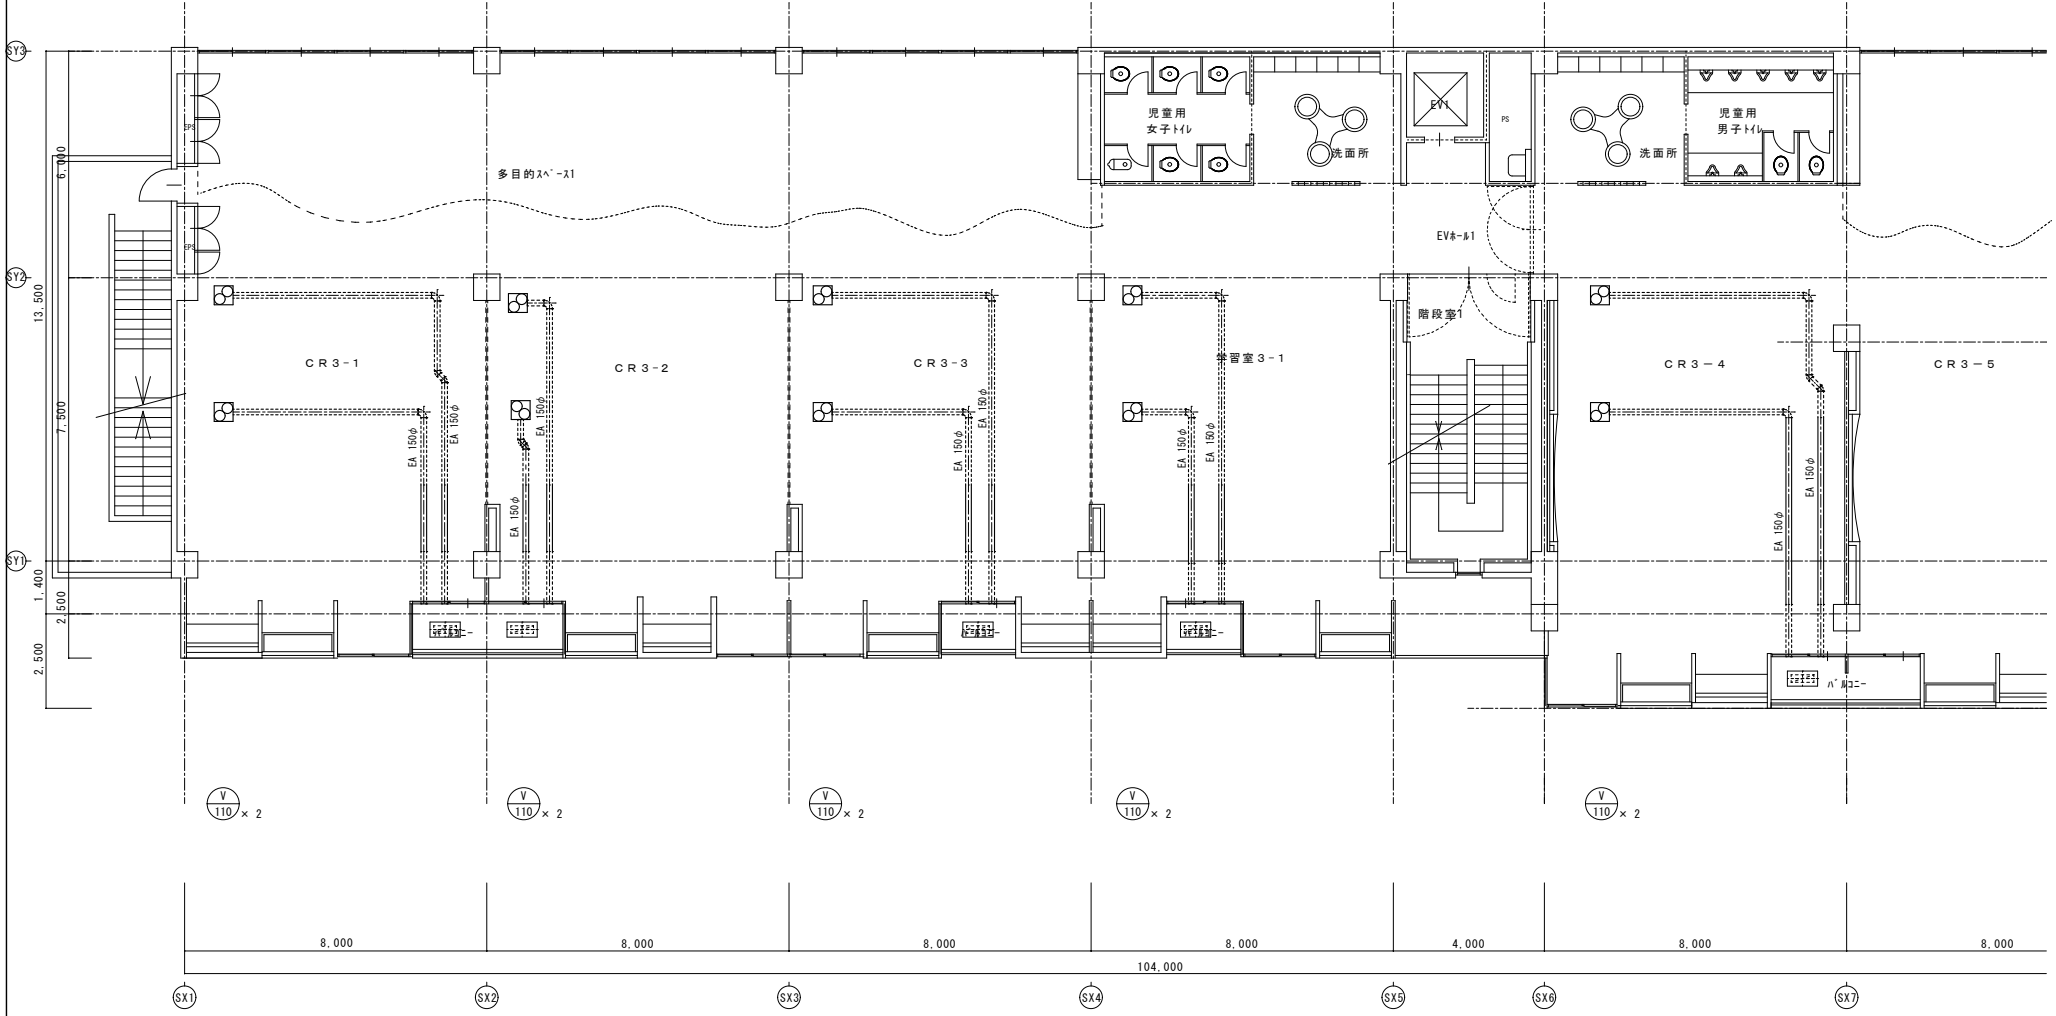 SY3
児童用
女子ﾄｲﾚ
EV1
PS
児童用
男子ﾄｲﾚ
EPS
洗面所
洗面所
6,000
多目的ｽﾍﾟｰｽ1
EPS
EVﾎｰﾙ1
SY2
13,500
階段室1
CR3-1
CR3-2
CR3-3
学習室3-1
CR3-4
CR3-5
7,500
EA 150φ
EA 150φ
EA 150φ
EA 150φ
EA 150φ
EA 150φ
EA 150φ
EA 150φ
EA 150φ
EA 150φ
SY1
1,400
2,500
2,500
ﾊﾞﾙｺﾆｰ
ﾊﾞﾙｺﾆｰ
ﾊﾞﾙｺﾆｰ
ﾊﾞﾙｺﾆｰ
V
110 × 2
V
110 × 2
V
110 × 2
V
110 × 2
V
110 × 2
8,000
8,000
8,000
8,000
4,000
8,000
8,000
104,000
SX1
SX2
SX3
SX4
SX5
SX6
SX7